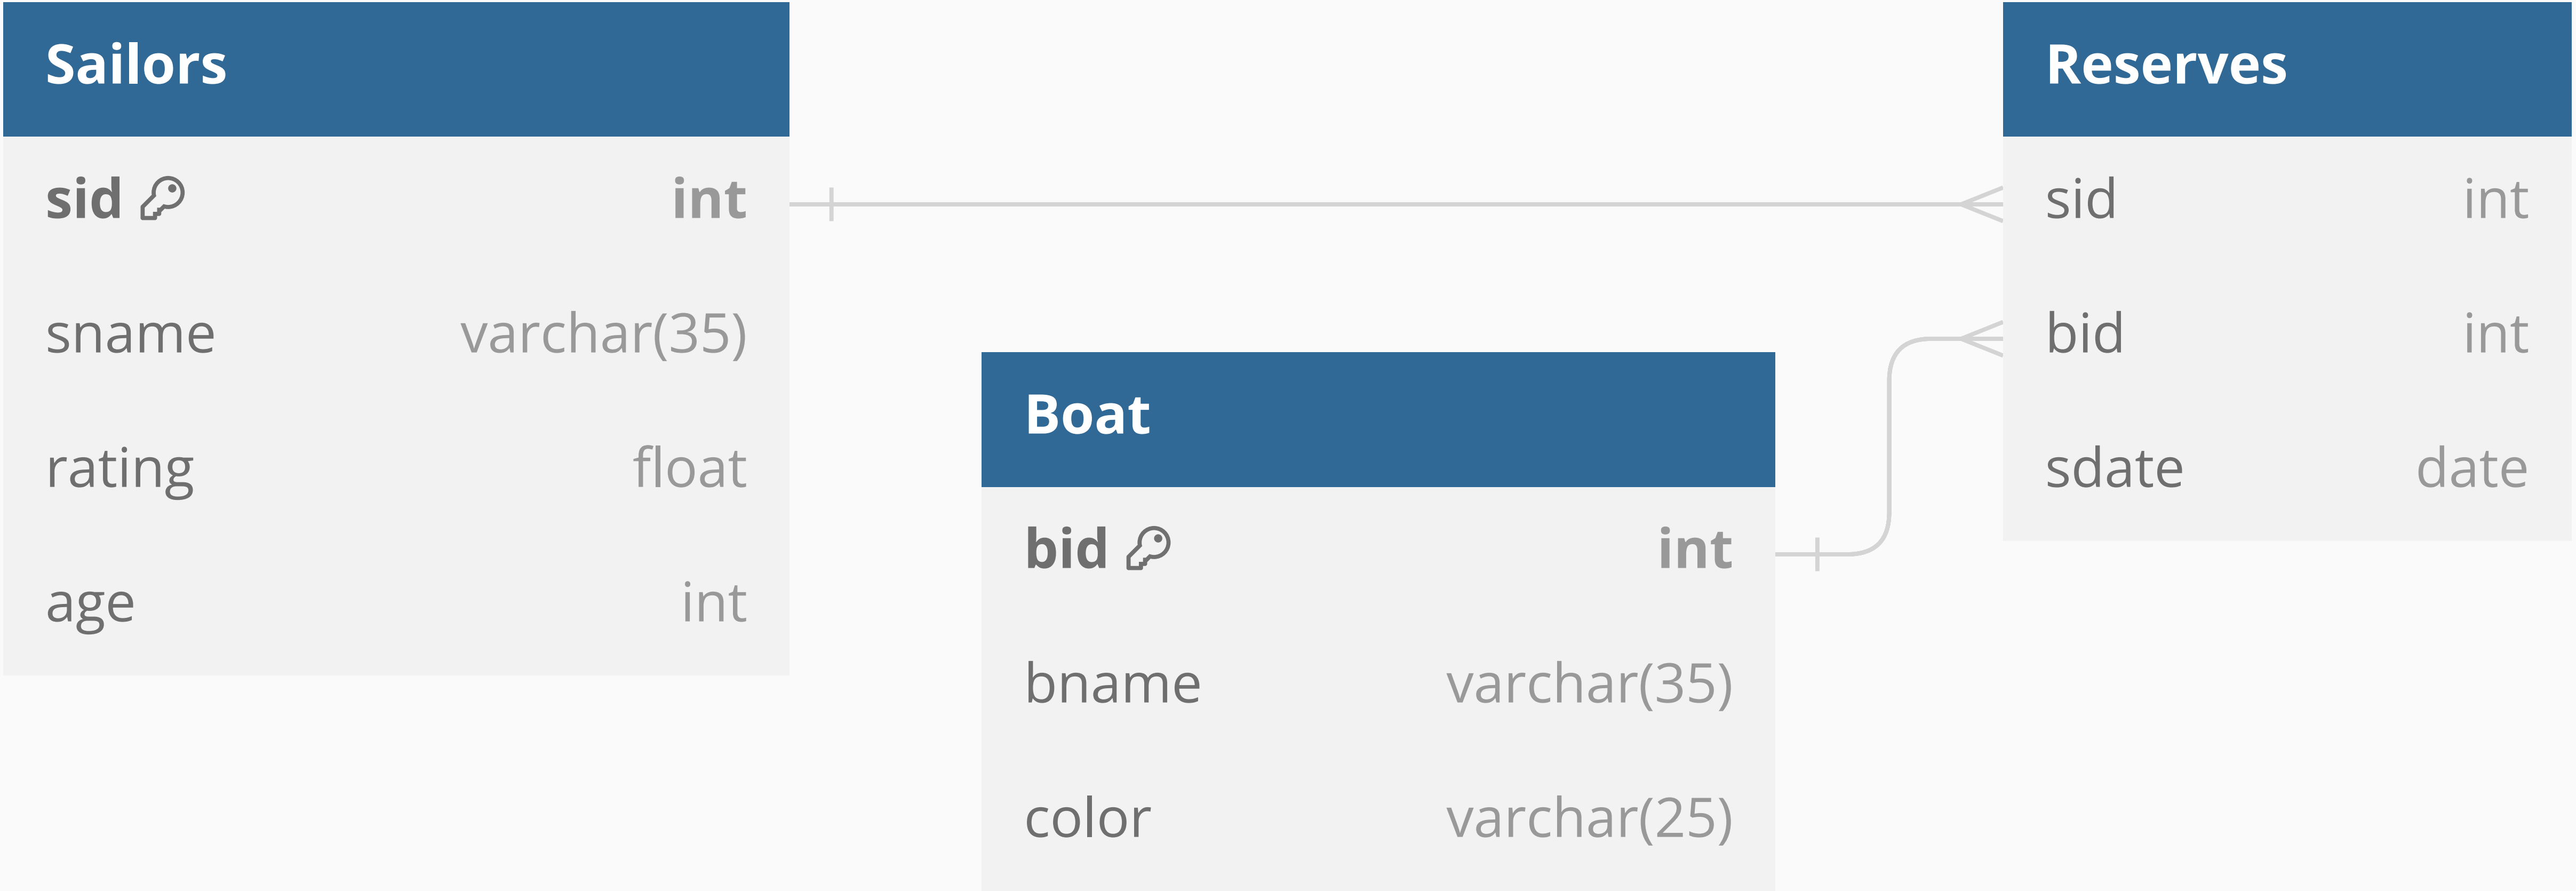 Sailors
sid int
sname varchar(35)
rating float
age int
Boat
bid int
bname varchar(35)
color varchar(25)
Reserves
sid int
bid int
sdate date